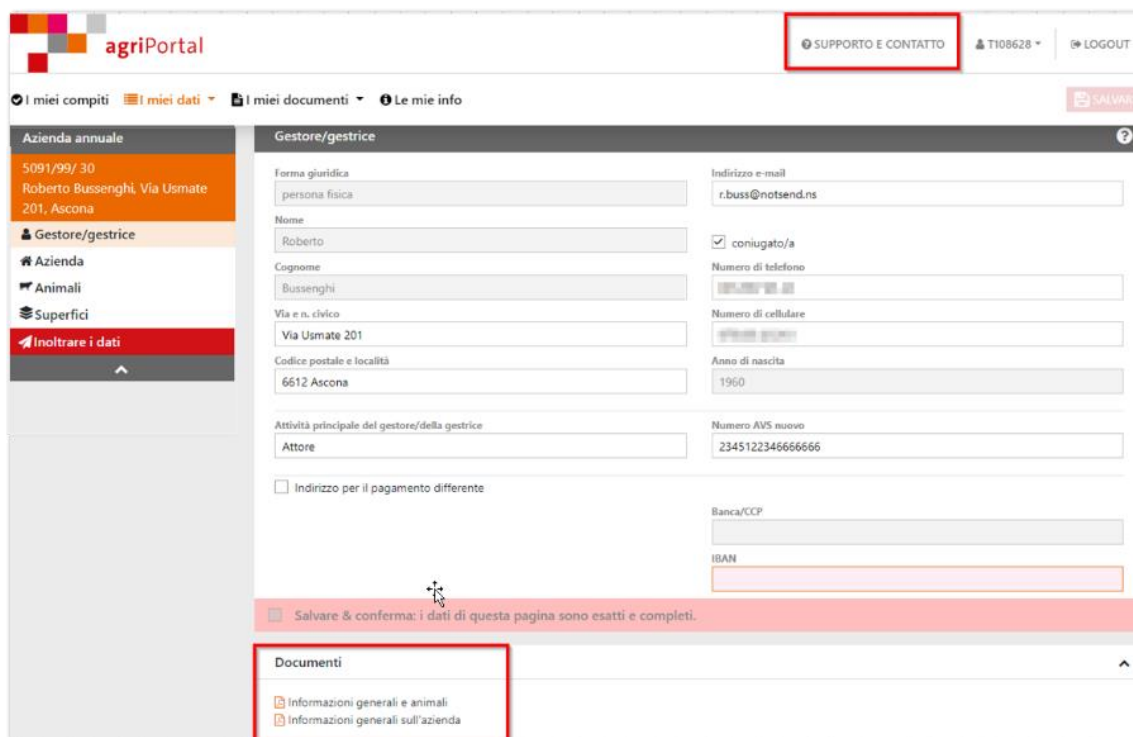 agriPortal
SUPPORTO E CONTATTO
T108628
LOGOUT
I miei compiti
I miei dati
I miei documenti
Le mie info
SALVAR
Azienda annuale
5091/99/ 30
Roberto Bussenghi, Via Usmate
201, Ascona
Gestore/gestrice
Azienda
Animali
Superfici
Inoltrare i dati
Gestore/gestrice
Forma giuridica
persona fisica
Indirizzo e-mail
r.buss@notsend.ns
Nome
Roberto
coniugato/a
Cognome
Bussenghi
Numero di telefono
Via e n. civico
Via Usmate 201
Numero di cellulare
Codice postale e località
6612 Ascona
Anno di nascita
1960
Attività principale del gestore/della gestrice
Attore
Numero AVS nuovo
2345122346666666
Indirizzo per il pagamento differente
Banca/CCP
IBAN
Salvare & conferma: i dati di questa pagina sono esatti e completi.
Documenti
Informazioni generali e animali
Informazioni generali sull'azienda